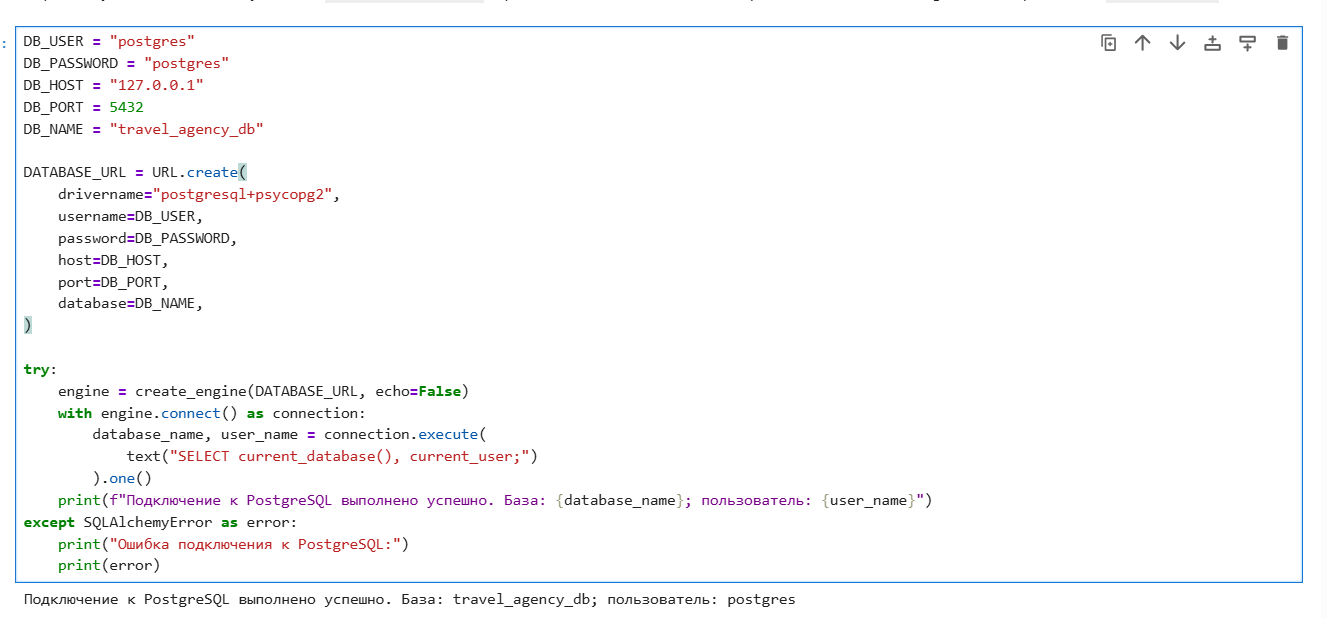 :
DB_USER = "postgres"
DB_PASSWORD = "postgres"
DB_HOST = "127.0.0.1"
DB_PORT = 5432
DB_NAME = "travel_agency_db"

DATABASE_URL = URL.create(
    drivername="postgresql+psycopg2",
    username=DB_USER,
    password=DB_PASSWORD,
    host=DB_HOST,
    port=DB_PORT,
    database=DB_NAME,
)

try:
    engine = create_engine(DATABASE_URL, echo=False)
    with engine.connect() as connection:
        database_name, user_name = connection.execute(
            text("SELECT current_database(), current_user;")
        ).one()
    print(f"Подключение к PostgreSQL выполнено успешно. База: {database_name}; пользователь: {user_name}")
except SQLAlchemyError as error:
    print("Ошибка подключения к PostgreSQL:")
    print(error)
Подключение к PostgreSQL выполнено успешно. База: travel_agency_db; пользователь: postgres